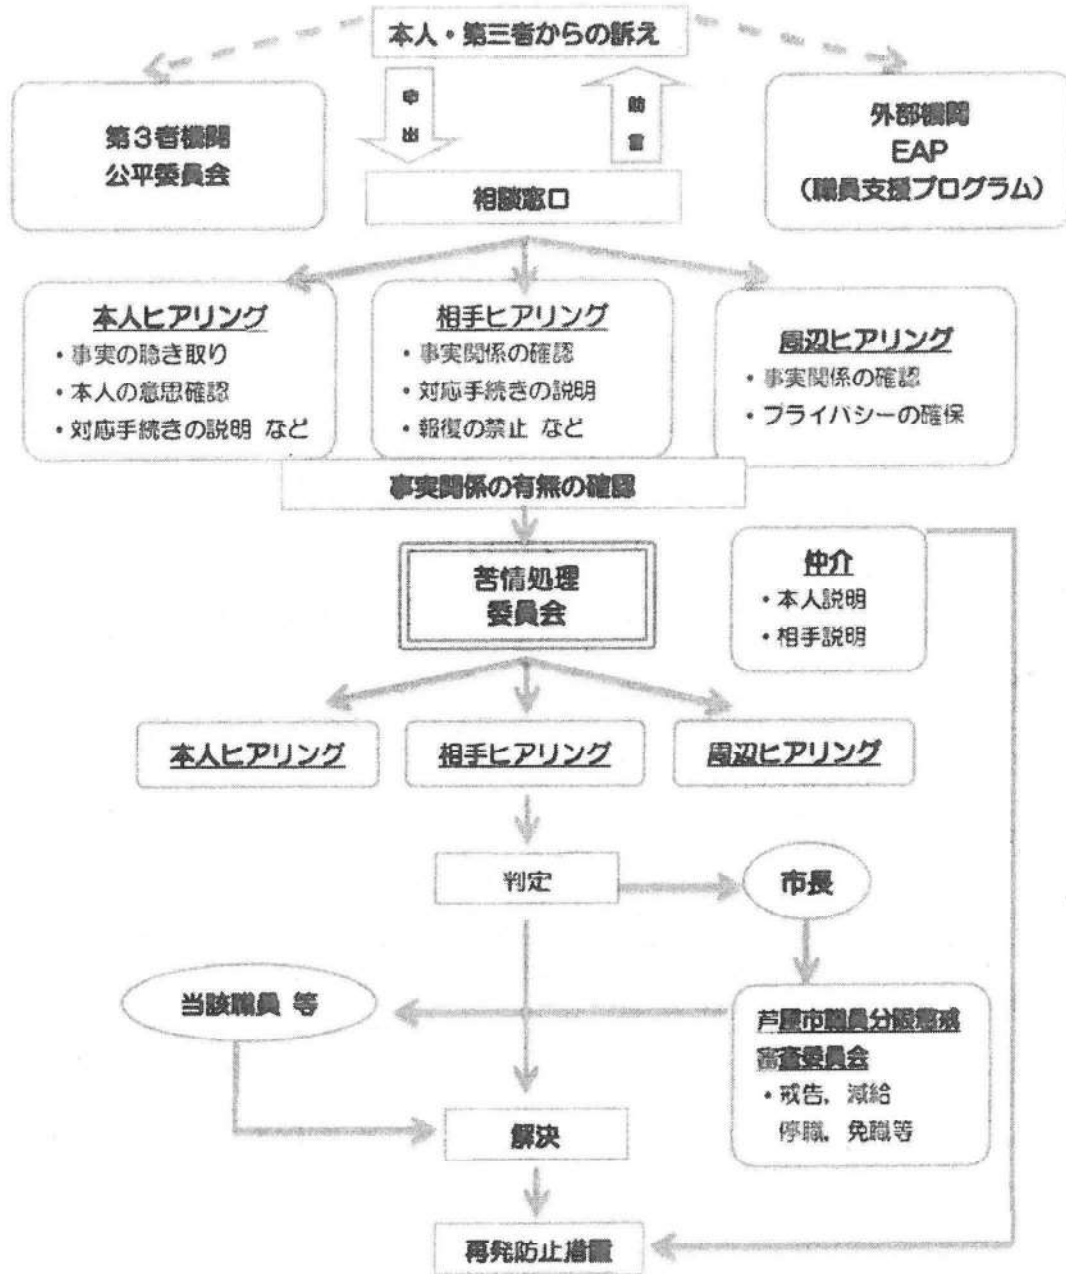 本人・第三者からの訴え
申出
助言
第3者機関
公平委員会
外部機関
EAP
(職員支援プログラム)
相談窓口
本人ヒアリング
・事実の聴き取り
・本人の意思確認
・対応手続きの説明 など
相手ヒアリング
・事実関係の確認
・対応手続きの説明
・報復の禁止 など
周辺ヒアリング
・事実関係の確認
・プライバシーの確保
事実関係の有無の確認
苦情処理
委員会
仲介
・本人説明
・相手説明
本人ヒアリング
相手ヒアリング
周辺ヒアリング
判定
市長
当該職員 等
芦屋市職員分限懲戒
審査委員会
・戒告，減給
停職，免職等
解決
再発防止措置